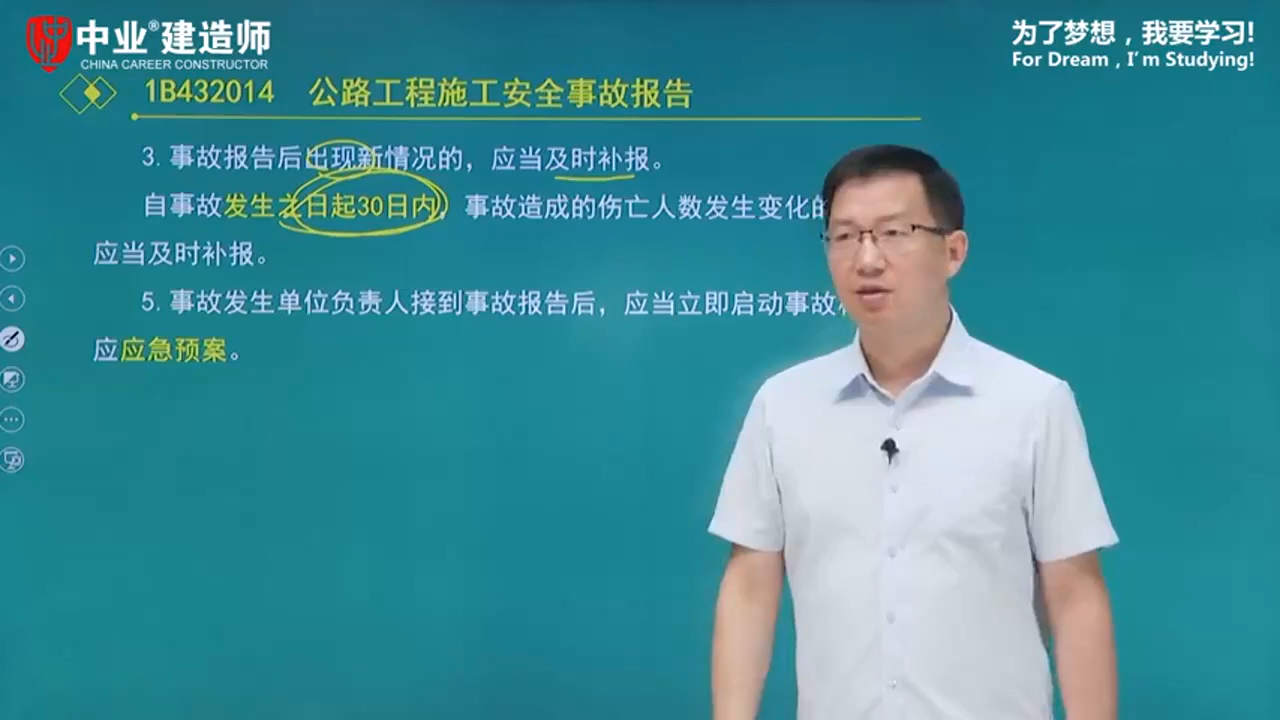 中业®建造师
CHINA CAREER CONSTRUCTOR
为了梦想，我要学习!
For Dream , I'm Studying!
1B432014 公路工程施工安全事故报告
3. 事故报告后出现新情况的，应当及时补报。
自事故发生之日起30日内，事故造成的伤亡人数发生变化的
应当及时补报。
5. 事故发生单位负责人接到事故报告后，应当立即启动事故
应应急预案。